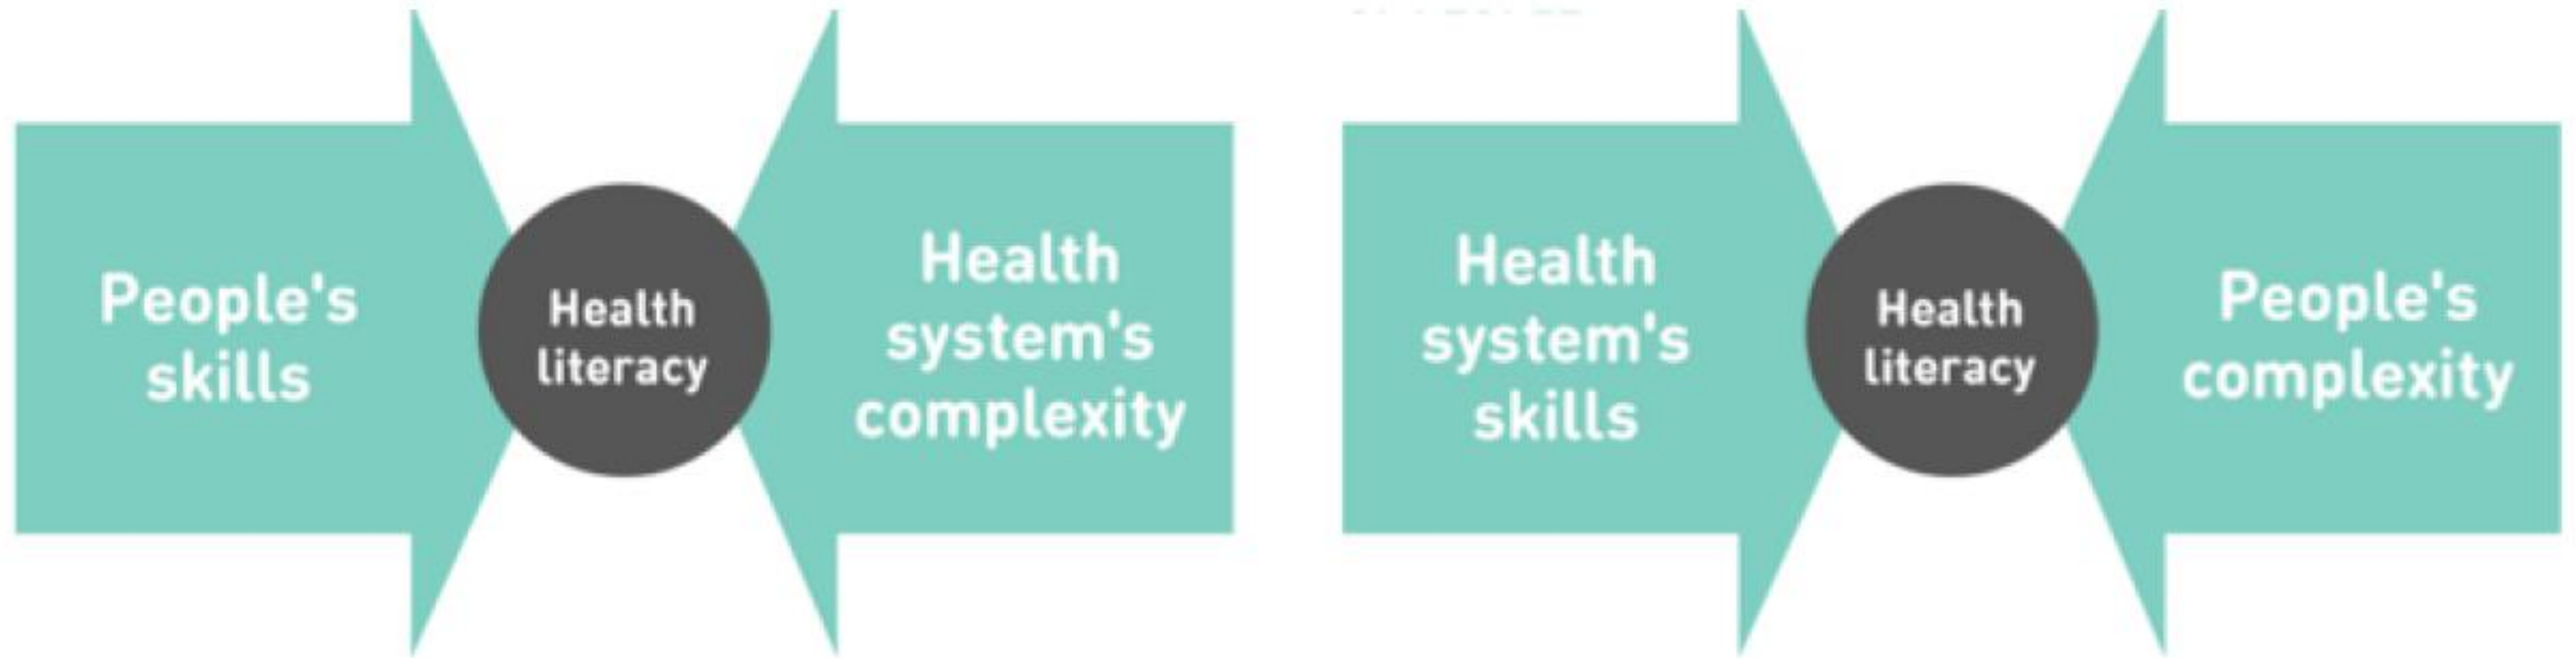 People's
skills
Health
literacy
Health
system's
complexity
Health
system's
skills
Health
literacy
People's
complexity